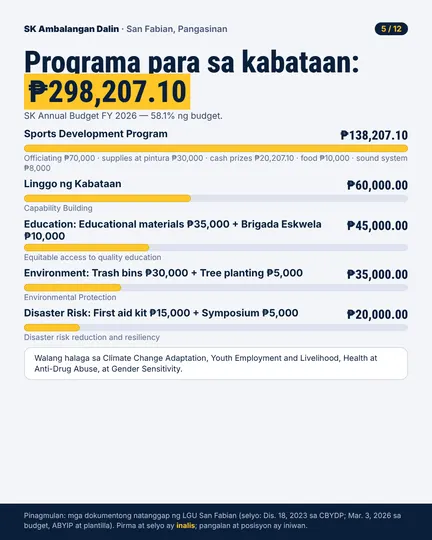 SK Ambalangan Dalin · San Fabian, Pangasinan
5 / 12
Programa para sa kabataan:
₱298,207.10
SK Annual Budget FY 2026 — 58.1% ng budget.
Sports Development Program
₱138,207.10
Officiating ₱70,000 · supplies at pintura ₱30,000 · cash prizes ₱20,207.10 · food ₱10,000 · sound system
₱8,000
Linggo ng Kabataan
₱60,000.00
Capability Building
Education: Educational materials ₱35,000 + Brigada Eskwela
₱10,000
₱45,000.00
Equitable access to quality education
Environment: Trash bins ₱30,000 + Tree planting ₱5,000
₱35,000.00
Environmental Protection
Disaster Risk: First aid kit ₱15,000 + Symposium ₱5,000
₱20,000.00
Disaster risk reduction and resiliency
Walang halaga sa Climate Change Adaptation, Youth Employment and Livelihood, Health at
Anti-Drug Abuse, at Gender Sensitivity.
Pinagmulan: mga dokumentong natanggap ng LGU San Fabian (selyo: Dis. 18, 2023 sa CBYDP; Mar. 3, 2026 sa
budget, ABYIP at plantilla). Pirma at selyo ay inalis; pangalan at posisyon ay iniwan.